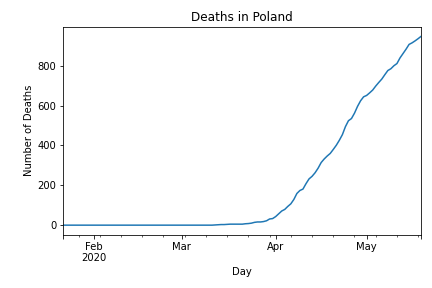 Deaths in Poland
Number of Deaths
800
600
400
200
0
Feb
2020
Mar
Apr
May
Day